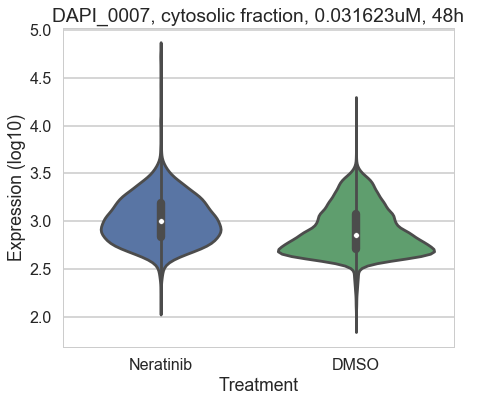 DAPI_0007, cytosolic fraction, 0.031623uM, 48h
5.0
4.5
4.0
3.5
3.0
2.5
2.0
Expression (log10)
Neratinib DMSO
Treatment